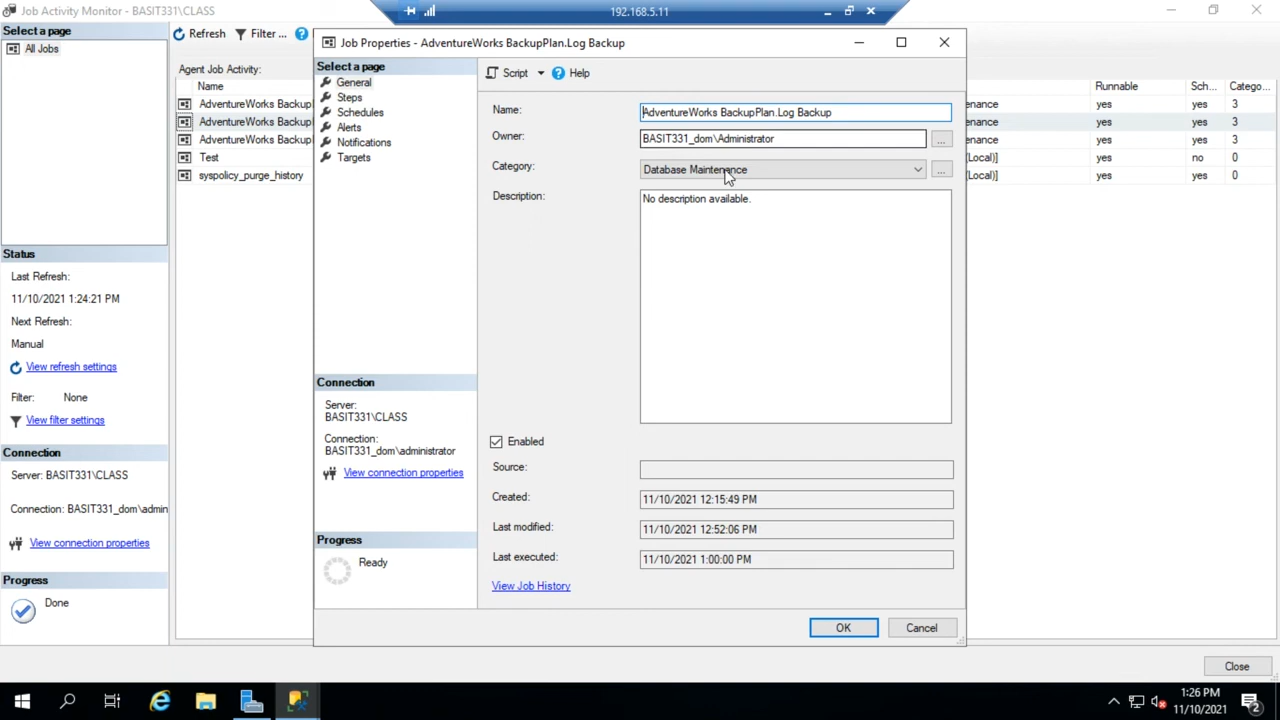 Job Activity Monitor - BASIT331\CLASS
192.168.5.11
Select a page
All Jobs
Status
Last Refresh:
11/10/2021 1:24:21 PM
Next Refresh:
Manual
View refresh settings
Filter: None
View filter settings
Connection
Server: BASIT331\CLASS
Connection: BASIT331_dom\admin
View connection properties
Progress
Done
Refresh Filter ...
Agent Job Activity:
Name Runnable Sch... Catego...
AdventureWorks Backup enance yes yes 3
AdventureWorks Backup enance yes yes 3
AdventureWorks Backup enance yes yes 3
Test (Local)] yes no 0
syspolicy_purge_history (Local)] yes yes 0
Job Properties - AdventureWorks BackupPlan.Log Backup
Select a page
General
Steps
Schedules
Alerts
Notifications
Targets
Connection
Server:
BASIT331\CLASS
Connection:
BASIT331_dom\administrator
View connection properties
Progress
Ready
Script Help
Name: AdventureWorks BackupPlan.Log Backup
Owner: BASIT331_dom\Administrator ...
Category: Database Maintenance ...
Description: No description available.
Enabled
Source:
Created: 11/10/2021 12:15:49 PM
Last modified: 11/10/2021 12:52:06 PM
Last executed: 11/10/2021 1:00:00 PM
View Job History
OK Cancel
Close
1:26 PM
11/10/2021
2